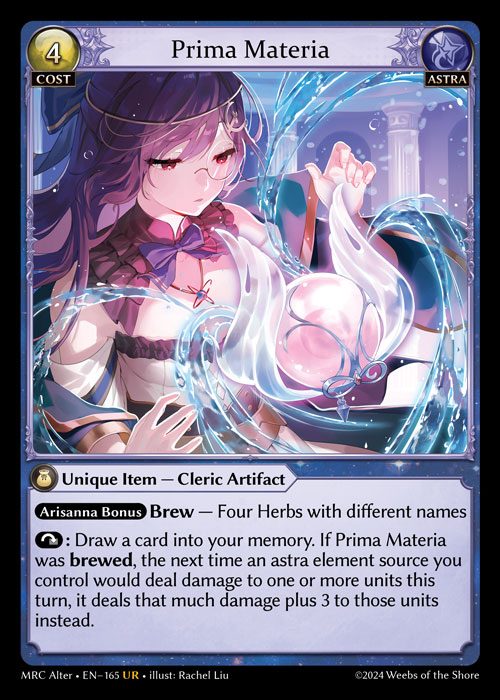 4
Prima Materia
COST
ASTRA
Unique Item — Cleric Artifact
Arisanna Bonus Brew — Four Herbs with different names
: Draw a card into your memory. If Prima Materia
was brewed, the next time an astra element source you
control would deal damage to one or more units this
turn, it deals that much damage plus 3 to those units
instead.
MRC Alter • EN–165 UR • illust: Rachel Liu
©2024 Weebs of the Shore